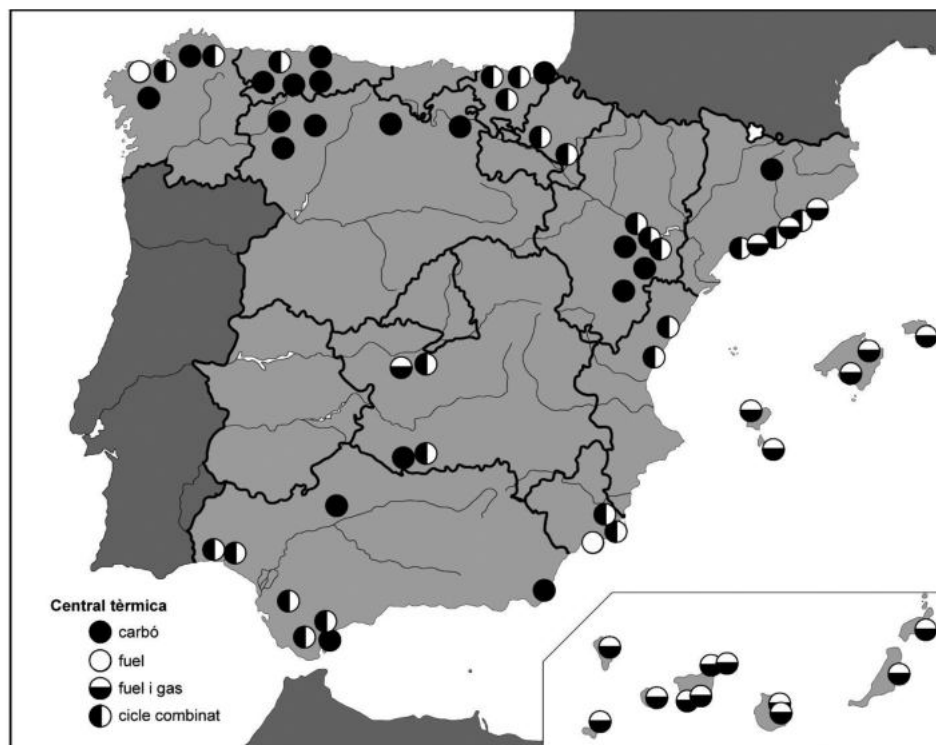 Central tèrmica
carbó
fuel
fuel i gas
cicle combinat